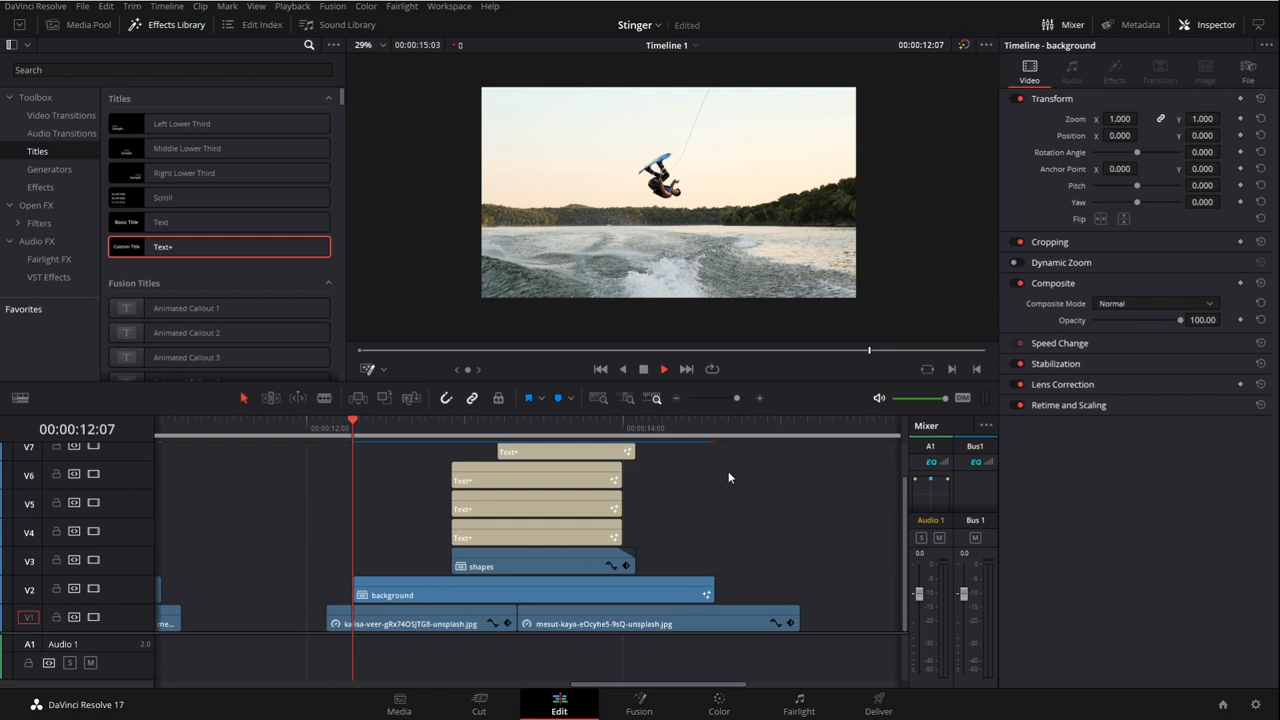 DaVinci Resolve File Edit Trim Timeline Clip Mark View Playback Fusion Color Fairlight Workspace Help
Media Pool Effects Library Edit Index Sound Library Stinger Edited Mixer Metadata Inspector
29% 00:00:15:03 0 Timeline 1 00:00:12:07 Timeline - background
Search
Toolbox
Video Transitions
Audio Transitions
Titles
Generators
Effects
Open FX
Filters
Audio FX
Fairlight FX
VST Effects
Favorites
Titles
Left Lower Third
Middle Lower Third
Right Lower Third
Scroll
Basic Title Text
Custom Title Text+
Fusion Titles
T Animated Callout 1
T Animated Callout 2
T Animated Callout 3
Video Audio Effects Transition Image File
Transform
Zoom X 1.000 Y 1.000
Position X 0.000 Y 0.000
Rotation Angle 0.000
Anchor Point X 0.000 Y 0.000
Pitch 0.000
Yaw 0.000
Flip
Cropping
Dynamic Zoom
Composite
Composite Mode Normal
Opacity 100.00
Speed Change
Stabilization
Lens Correction
Retime and Scaling
DIM
00:00:12:07
00:00:12:00 00:00:14:00
V7 Text+
V6 Text+
V5 Text+
V4 Text+
V3 shapes
V2 background
V1 me... kaisa-veer-gRx74OSJTG8-unsplash.jpg mesut-kaya-eOcyhe5-9sQ-unsplash.jpg
A1 Audio 1 2.0
S M
Mixer
A1 Bus1
EQ EQ
Audio 1 Bus 1
S M M
0.0 0.0
DaVinci Resolve 17
Media Cut Edit Fusion Color Fairlight Deliver